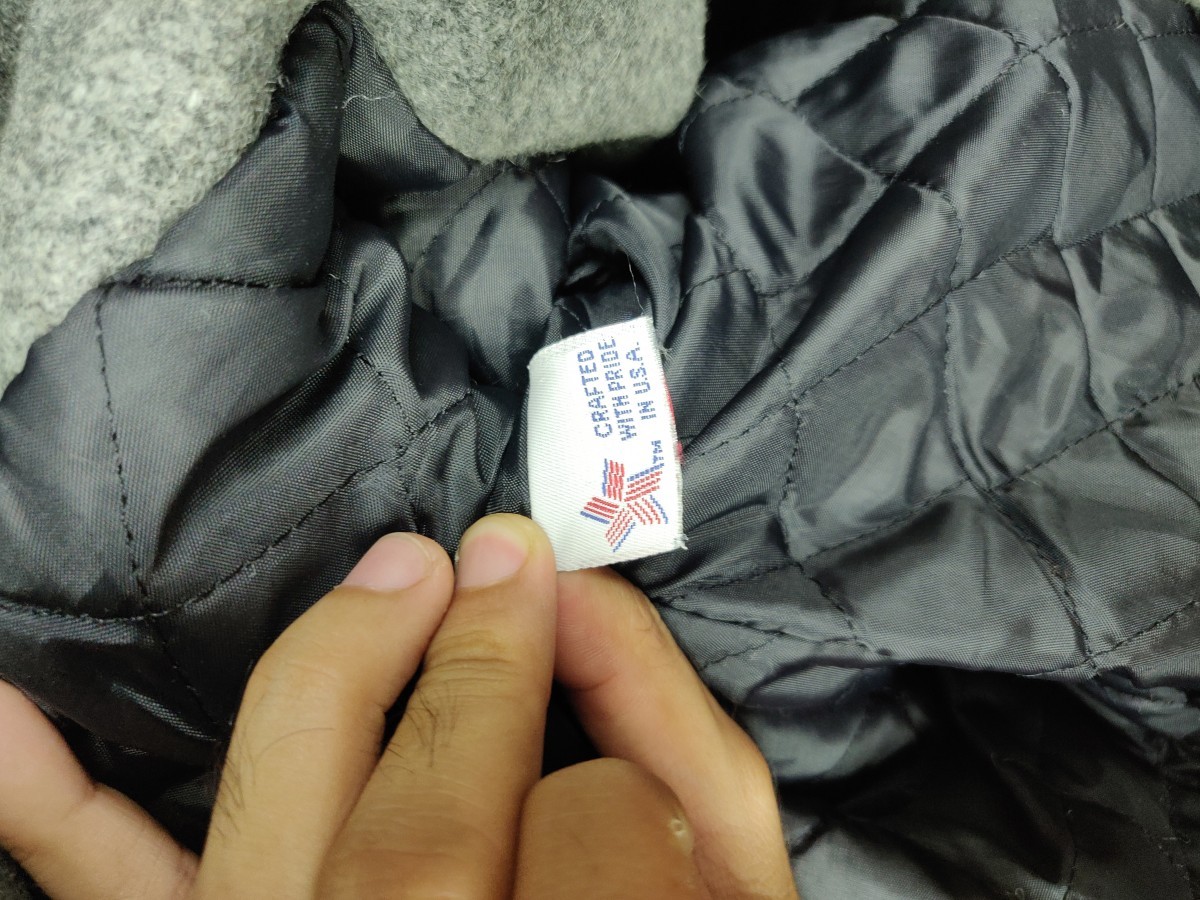 CRAFTED
WITH PRIDE
IN U.S.A.
TM